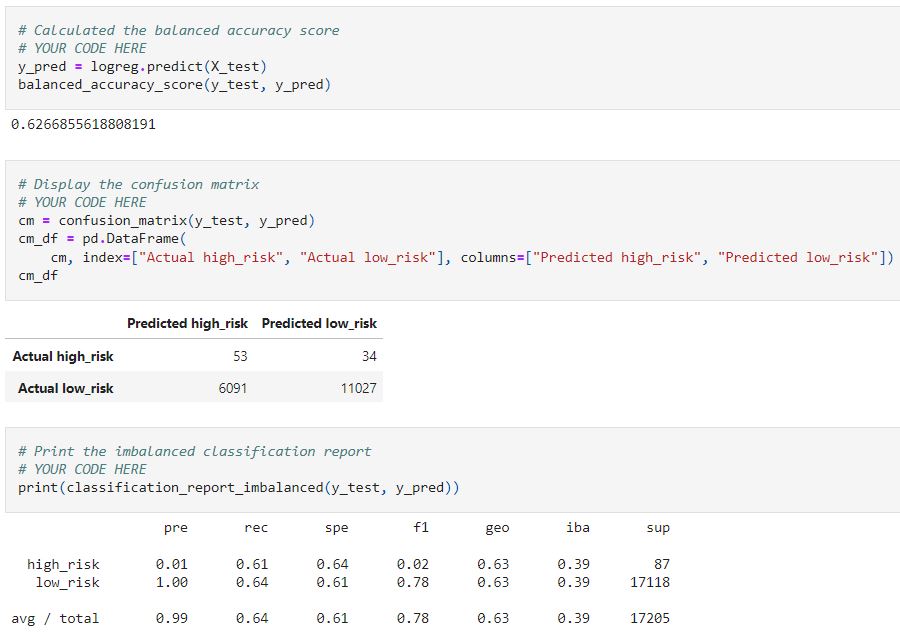 # Calculated the balanced accuracy score
# YOUR CODE HERE
y_pred = logreg.predict(X_test)
balanced_accuracy_score(y_test, y_pred)
0.6266855618808191
# Display the confusion matrix
# YOUR CODE HERE
cm = confusion_matrix(y_test, y_pred)
cm_df = pd.DataFrame(
    cm, index=["Actual high_risk", "Actual low_risk"], columns=["Predicted high_risk", "Predicted low_risk"])
cm_df
Predicted high_risk Predicted low_risk
Actual high_risk 53 34
Actual low_risk 6091 11027
# Print the imbalanced classification report
# YOUR CODE HERE
print(classification_report_imbalanced(y_test, y_pred))
pre rec spe f1 geo iba sup
high_risk 0.01 0.61 0.64 0.02 0.63 0.39 87
low_risk 1.00 0.64 0.61 0.78 0.63 0.39 17118
avg / total 0.99 0.64 0.61 0.78 0.63 0.39 17205